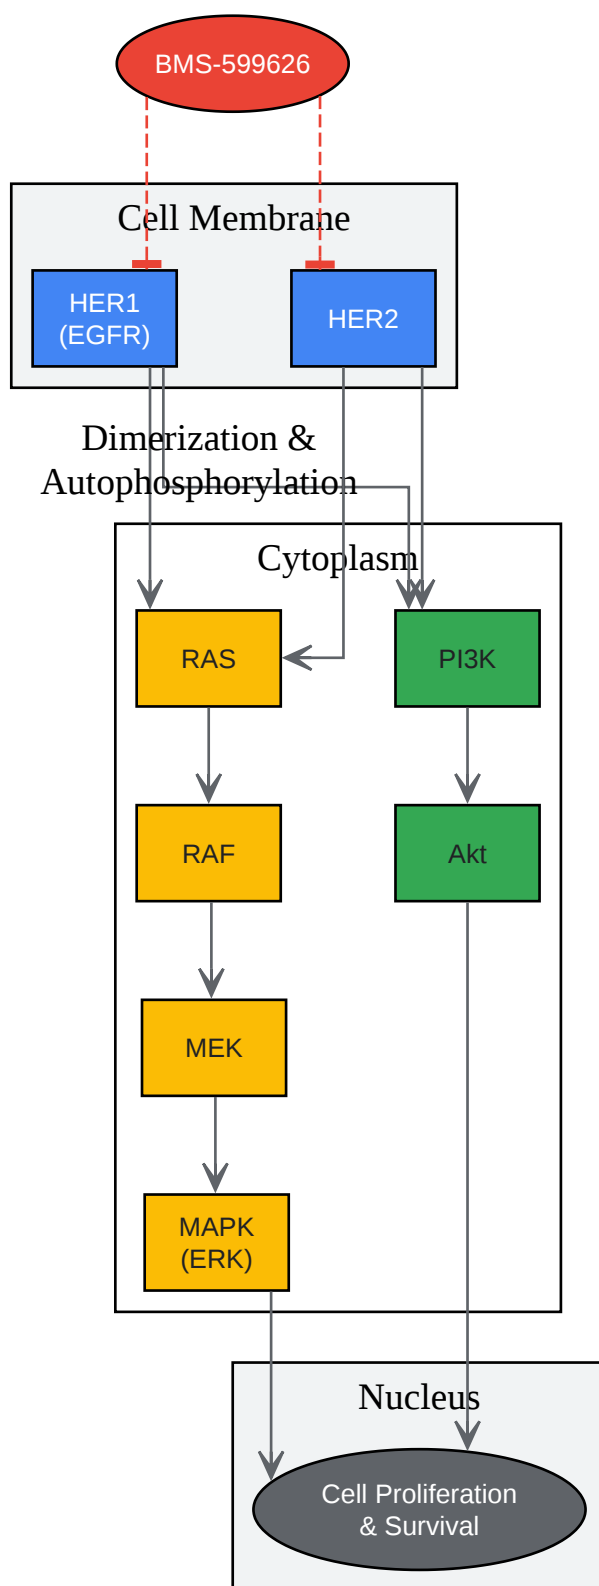 BMS-599626
Cell Membrane
HER1
(EGFR)
HER2
Dimerization &
Autophosphorylation
Cytoplasm
RAS
PI3K
RAF
Akt
MEK
MAPK
(ERK)
Nucleus
Cell Proliferation
& Survival